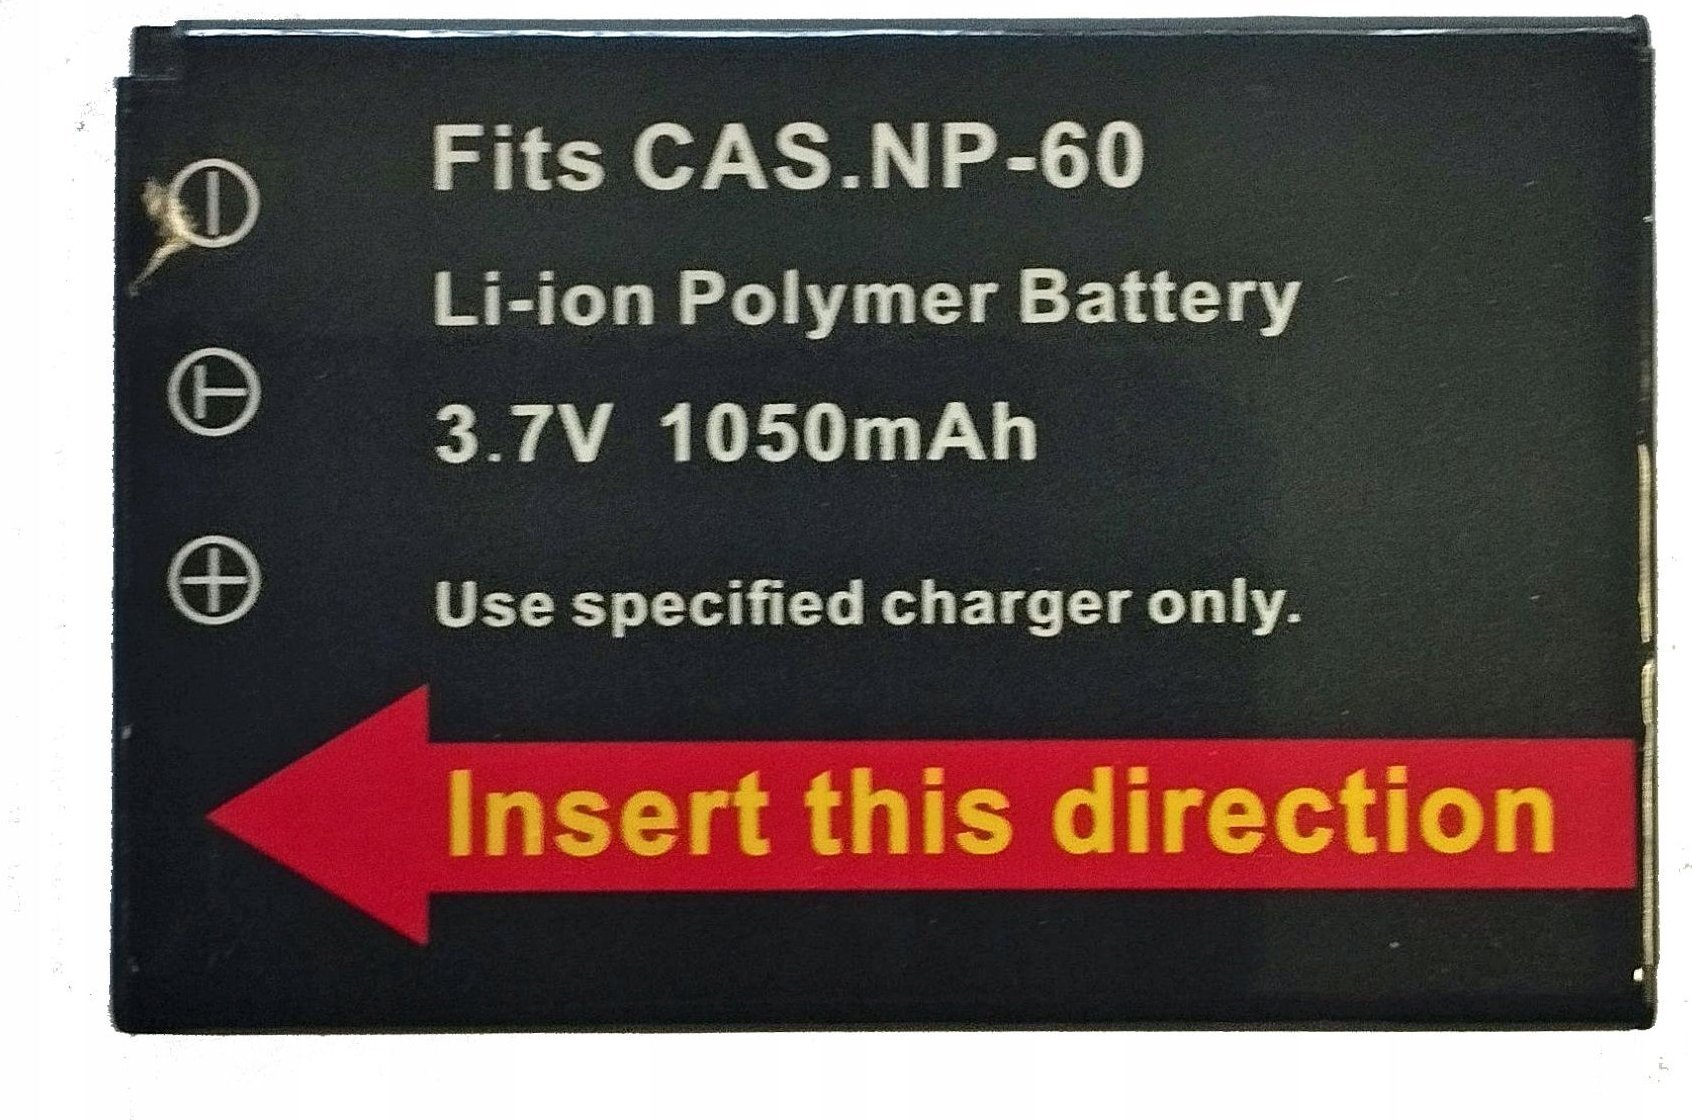 Fits CAS.NP-60
Li-ion Polymer Battery
3.7V 1050mAh
Use specified charger only.
Insert this direction